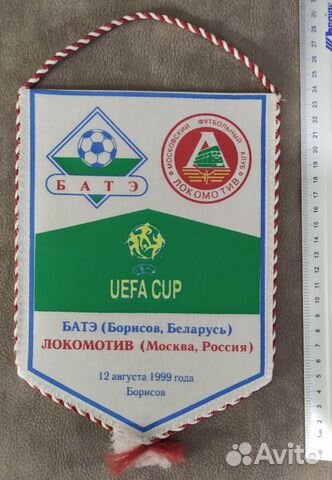 БАТЭ
МОСКОВСКИЙ ФУТБОЛЬНЫЙ КЛУБ
ЛОКОМОТИВ
UEFA CUP
БАТЭ (Борисов, Беларусь)
ЛОКОМОТИВ (Москва, Россия)
12 августа 1999 года
Борисов
Avito